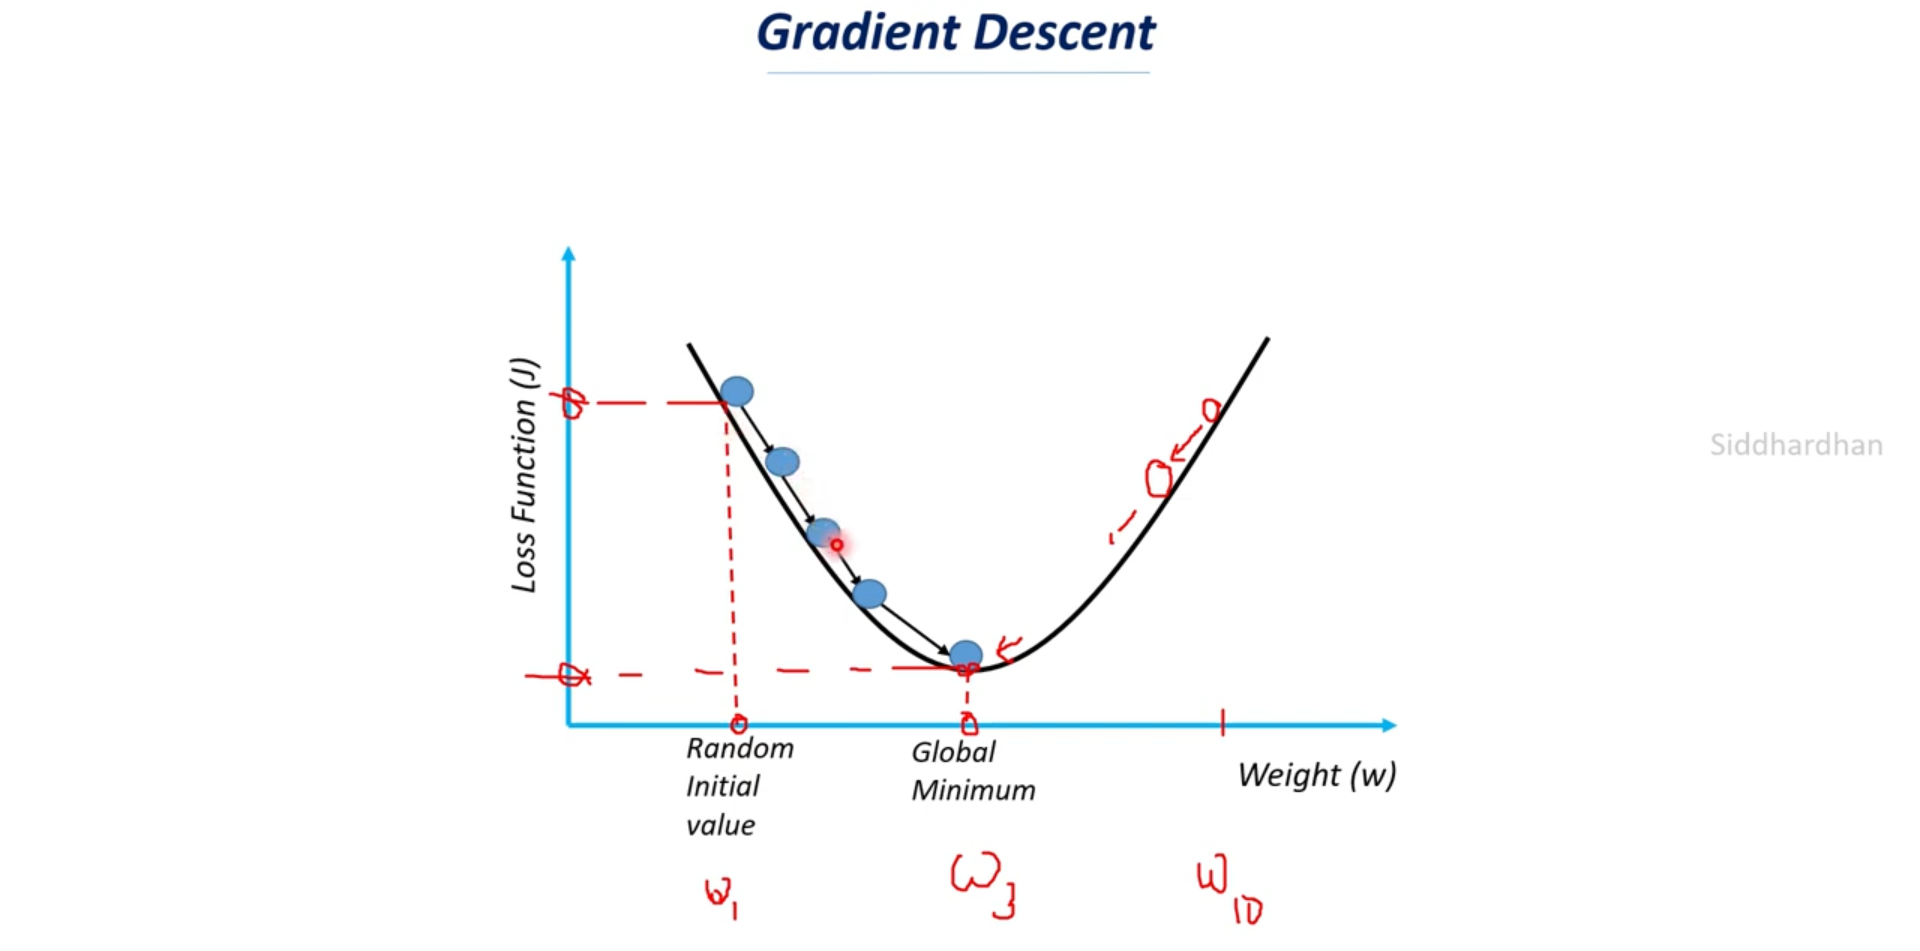 Gradient Descent
Loss Function (J)
Siddhardhan
Random
Initial
value
Global
Minimum
Weight (w)
w1
w3
w10